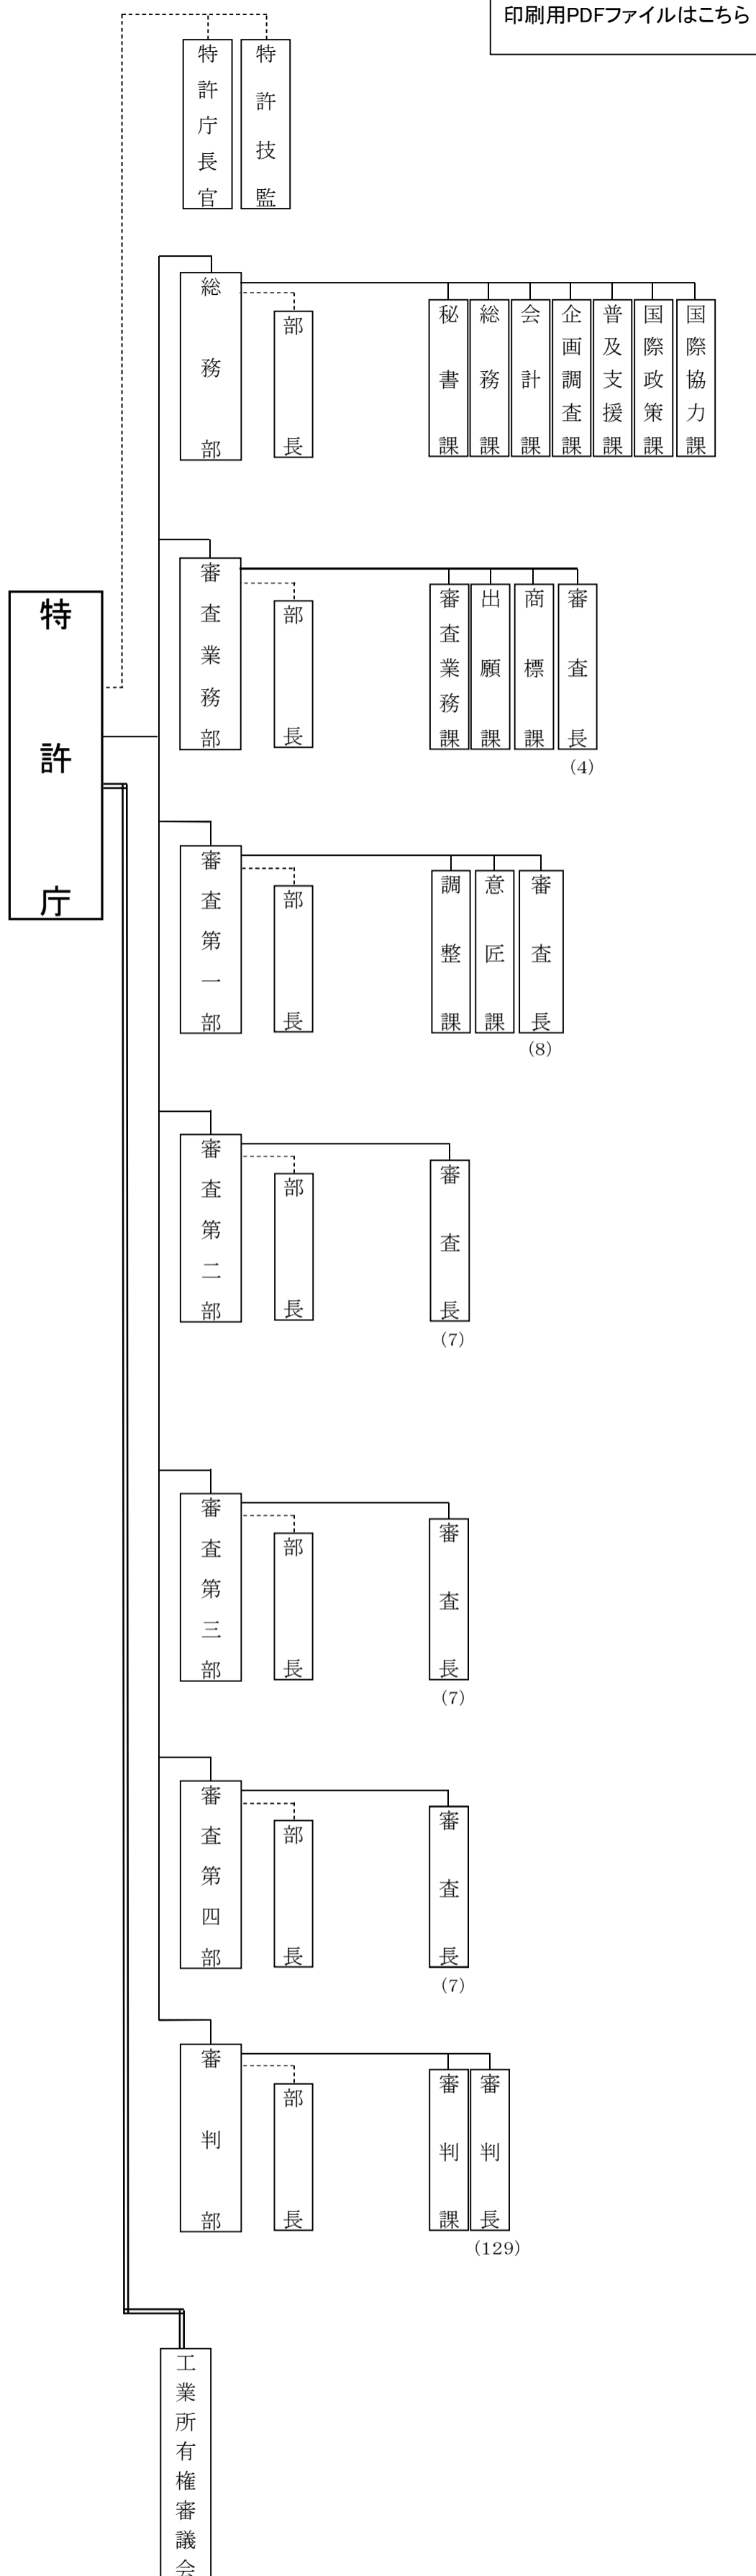 印刷用PDFファイルはこちら
特許庁長官
特許技監
総務部
部長
秘書課
総務課
会計課
企画調査課
普及支援課
国際政策課
国際協力課
特許庁
審査業務部
部長
審査業務課
出願課
商標課
審査長
(4)
審査第一部
部長
調整課
意匠課
審査長
(8)
審査第二部
部長
審査長
(7)
審査第三部
部長
審査長
(7)
審査第四部
部長
審査長
(7)
審判部
部長
審判課
審判長
(129)
工業所有権審議会